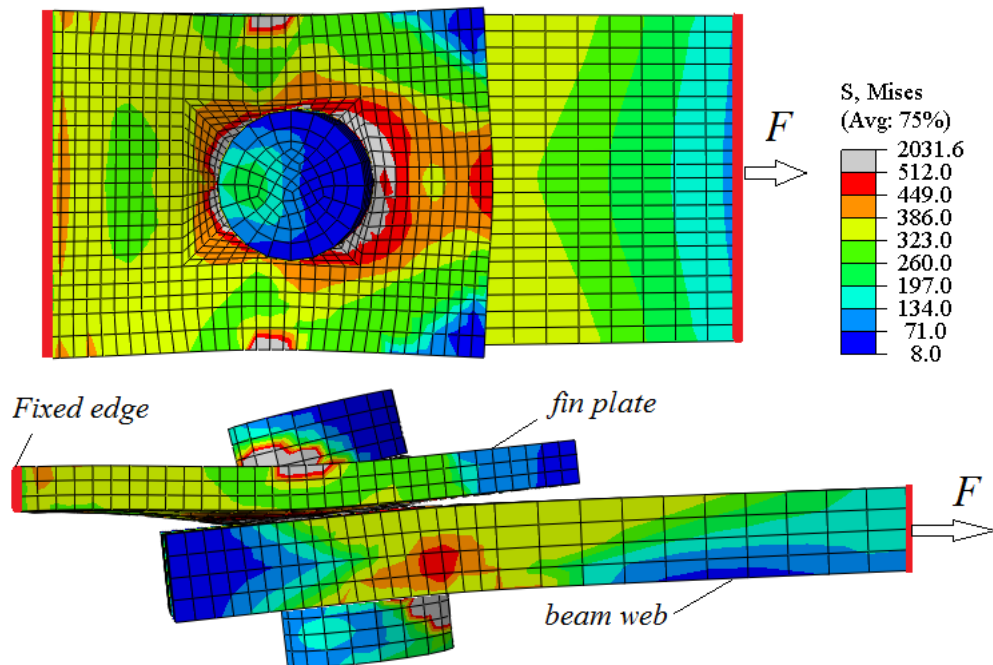 F
S, Mises
(Avg: 75%)
2031.6
512.0
449.0
386.0
323.0
260.0
197.0
134.0
71.0
8.0
Fixed edge
fin plate
F
beam web